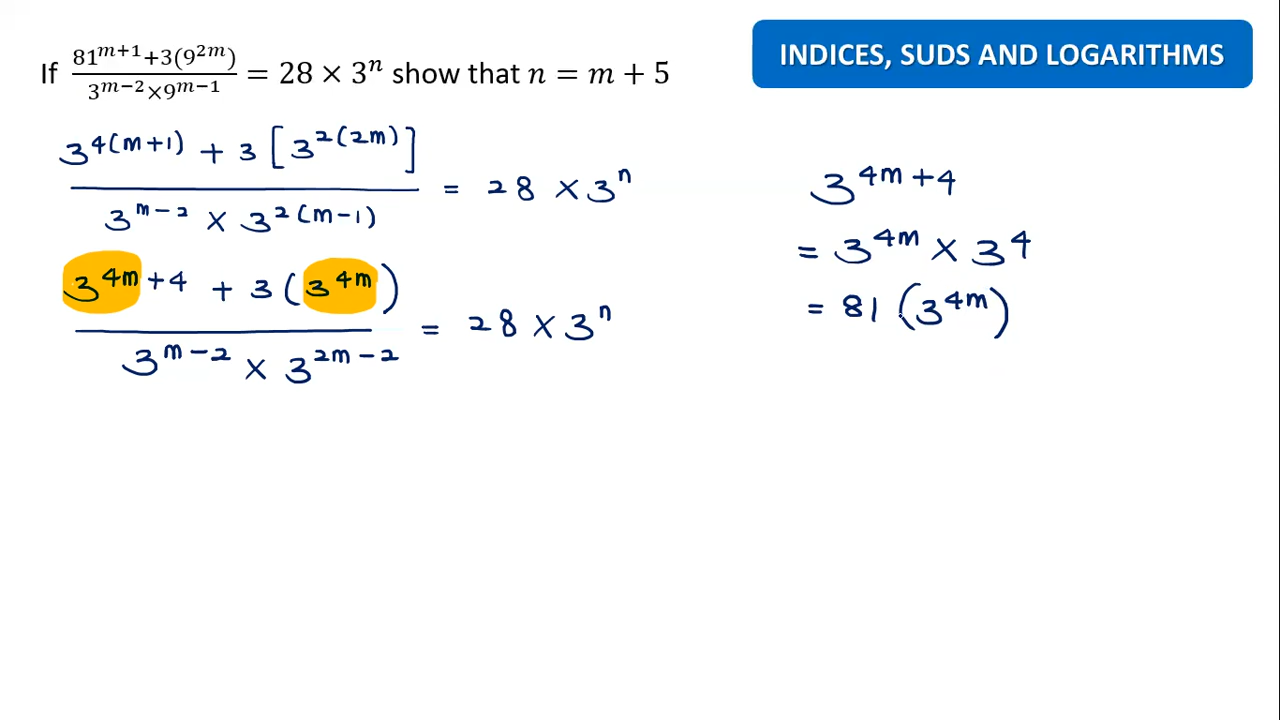 If (81^{m+1}+3(9^{2m}))/(3^{m−2}×9^{m−1}) = 28 × 3^n show that n = m + 5
INDICES, SUDS AND LOGARITHMS
(3^{4(m+1)} + 3[3^{2(2m)}])/(3^{m−2} × 3^{2(m−1)}) = 28 × 3^n
(3^{4m+4} + 3(3^{4m}))/(3^{m−2} × 3^{2m−2}) = 28 × 3^n
3^{4m+4}
= 3^{4m} × 3^4
= 81(3^{4m})